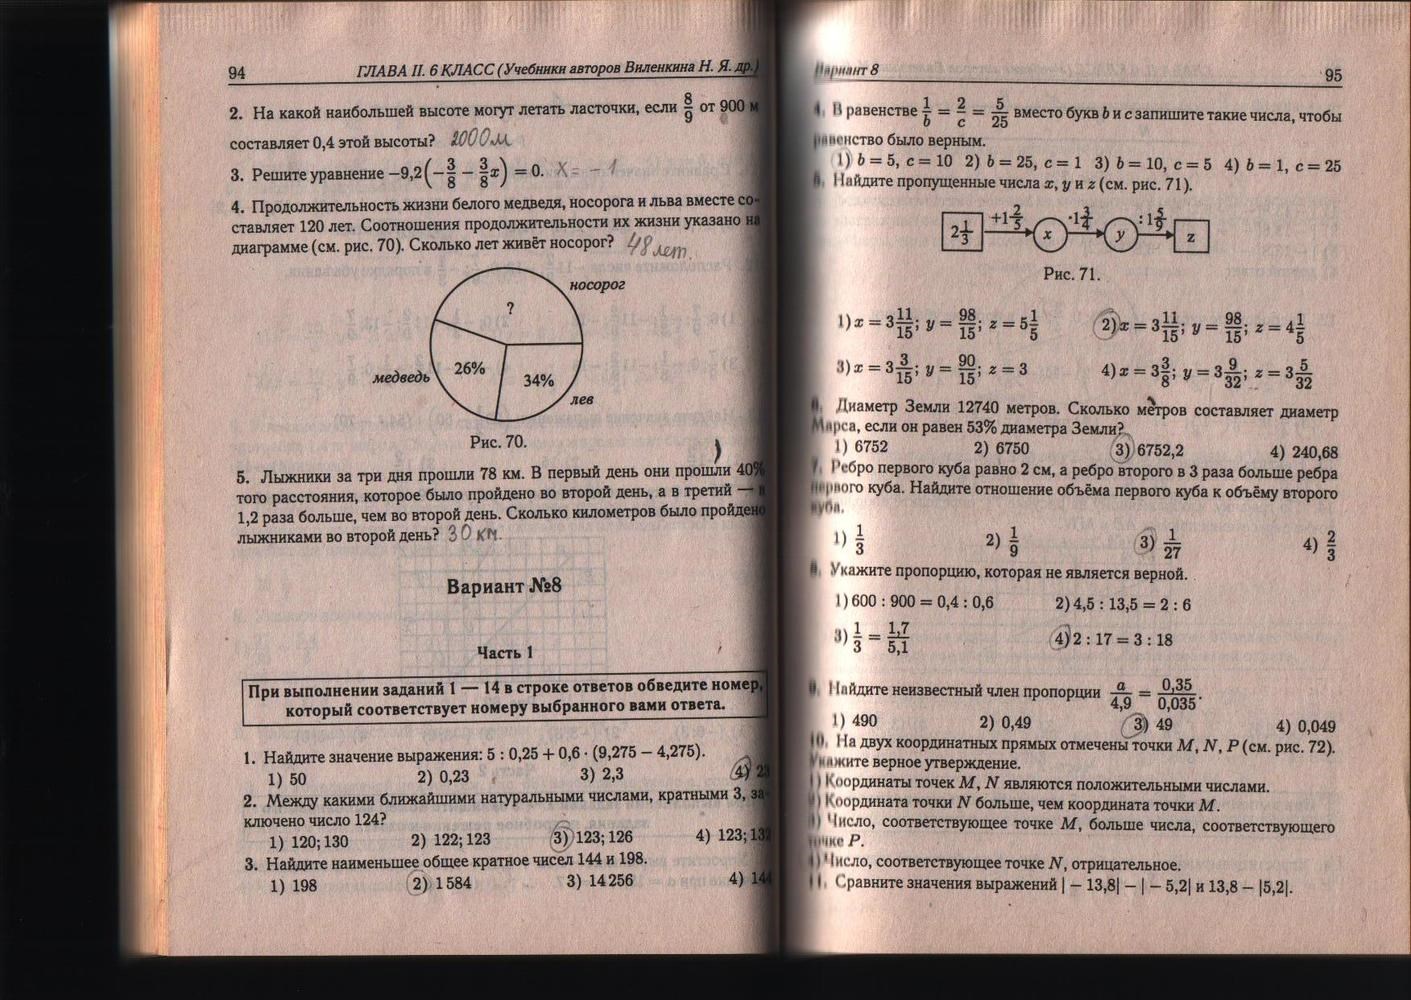 94 ГЛАВА II. 6 КЛАСС (Учебники авторов Виленкина Н. Я. др.)
2. На какой наибольшей высоте могут летать ласточки, если 8/9 от 900 м
составляет 0,4 этой высоты? 2000м
3. Решите уравнение −9,2(−3/8 − 3/8x) = 0. X = −1
4. Продолжительность жизни белого медведя, носорога и льва вместе со-
ставляет 120 лет. Соотношения продолжительности их жизни указано на
диаграмме (см. рис. 70). Сколько лет живёт носорог? 48 лет.
носорог
?
26%
34%
медведь
лев
Рис. 70.
5. Лыжники за три дня прошли 78 км. В первый день они прошли 40%
того расстояния, которое было пройдено во второй день, а в третий — в
1,2 раза больше, чем во второй день. Сколько километров было пройдено
лыжниками во второй день? 30 км.
Вариант №8
Часть 1
При выполнении заданий 1 — 14 в строке ответов обведите номер,
который соответствует номеру выбранного вами ответа.
1. Найдите значение выражения: 5 : 0,25 + 0,6 · (9,275 − 4,275).
1) 50 2) 0,23 3) 2,3 4) 23
2. Между какими ближайшими натуральными числами, кратными 3, за-
ключено число 124?
1) 120; 130 2) 122; 123 3) 123; 126 4) 123; 132
3. Найдите наименьшее общее кратное чисел 144 и 198.
1) 198 2) 1584 3) 14256 4) 144
Вариант 8 95
4. В равенстве 1/b = 2/c = 5/25 вместо букв b и c запишите такие числа, чтобы
равенство было верным.
1) b = 5, c = 10 2) b = 25, c = 1 3) b = 10, c = 5 4) b = 1, c = 25
5. Найдите пропущенные числа x, y и z (см. рис. 71).
2 1/3 +1 2/5 x ·1 3/4 y :1 5/9 z
Рис. 71.
1) x = 3 11/15; y = 98/15; z = 5 1/5 2) x = 3 11/15; y = 98/15; z = 4 1/5
3) x = 3 3/15; y = 90/15; z = 3 4) x = 3 3/8; y = 3 9/32; z = 3 5/32
6. Диаметр Земли 12740 метров. Сколько метров составляет диаметр
Марса, если он равен 53% диаметра Земли?
1) 6752 2) 6750 3) 6752,2 4) 240,68
7. Ребро первого куба равно 2 см, а ребро второго в 3 раза больше ребра
первого куба. Найдите отношение объёма первого куба к объёму второго
куба.
1) 1/3 2) 1/9 3) 1/27 4) 2/3
8. Укажите пропорцию, которая не является верной.
1) 600 : 900 = 0,4 : 0,6 2) 4,5 : 13,5 = 2 : 6
3) 1/3 = 1,7/5,1 4) 2 : 17 = 3 : 18
9. Найдите неизвестный член пропорции a/4,9 = 0,35/0,035.
1) 490 2) 0,49 3) 49 4) 0,049
10. На двух координатных прямых отмечены точки M, N, P (см. рис. 72).
Укажите верное утверждение.
1) Координаты точек M, N являются положительными числами.
2) Координата точки N больше, чем координата точки M.
3) Число, соответствующее точке M, больше числа, соответствующего
точке P.
4) Число, соответствующее точке N, отрицательное.
11. Сравните значения выражений | − 13,8| − | − 5,2| и 13,8 − |5,2|.